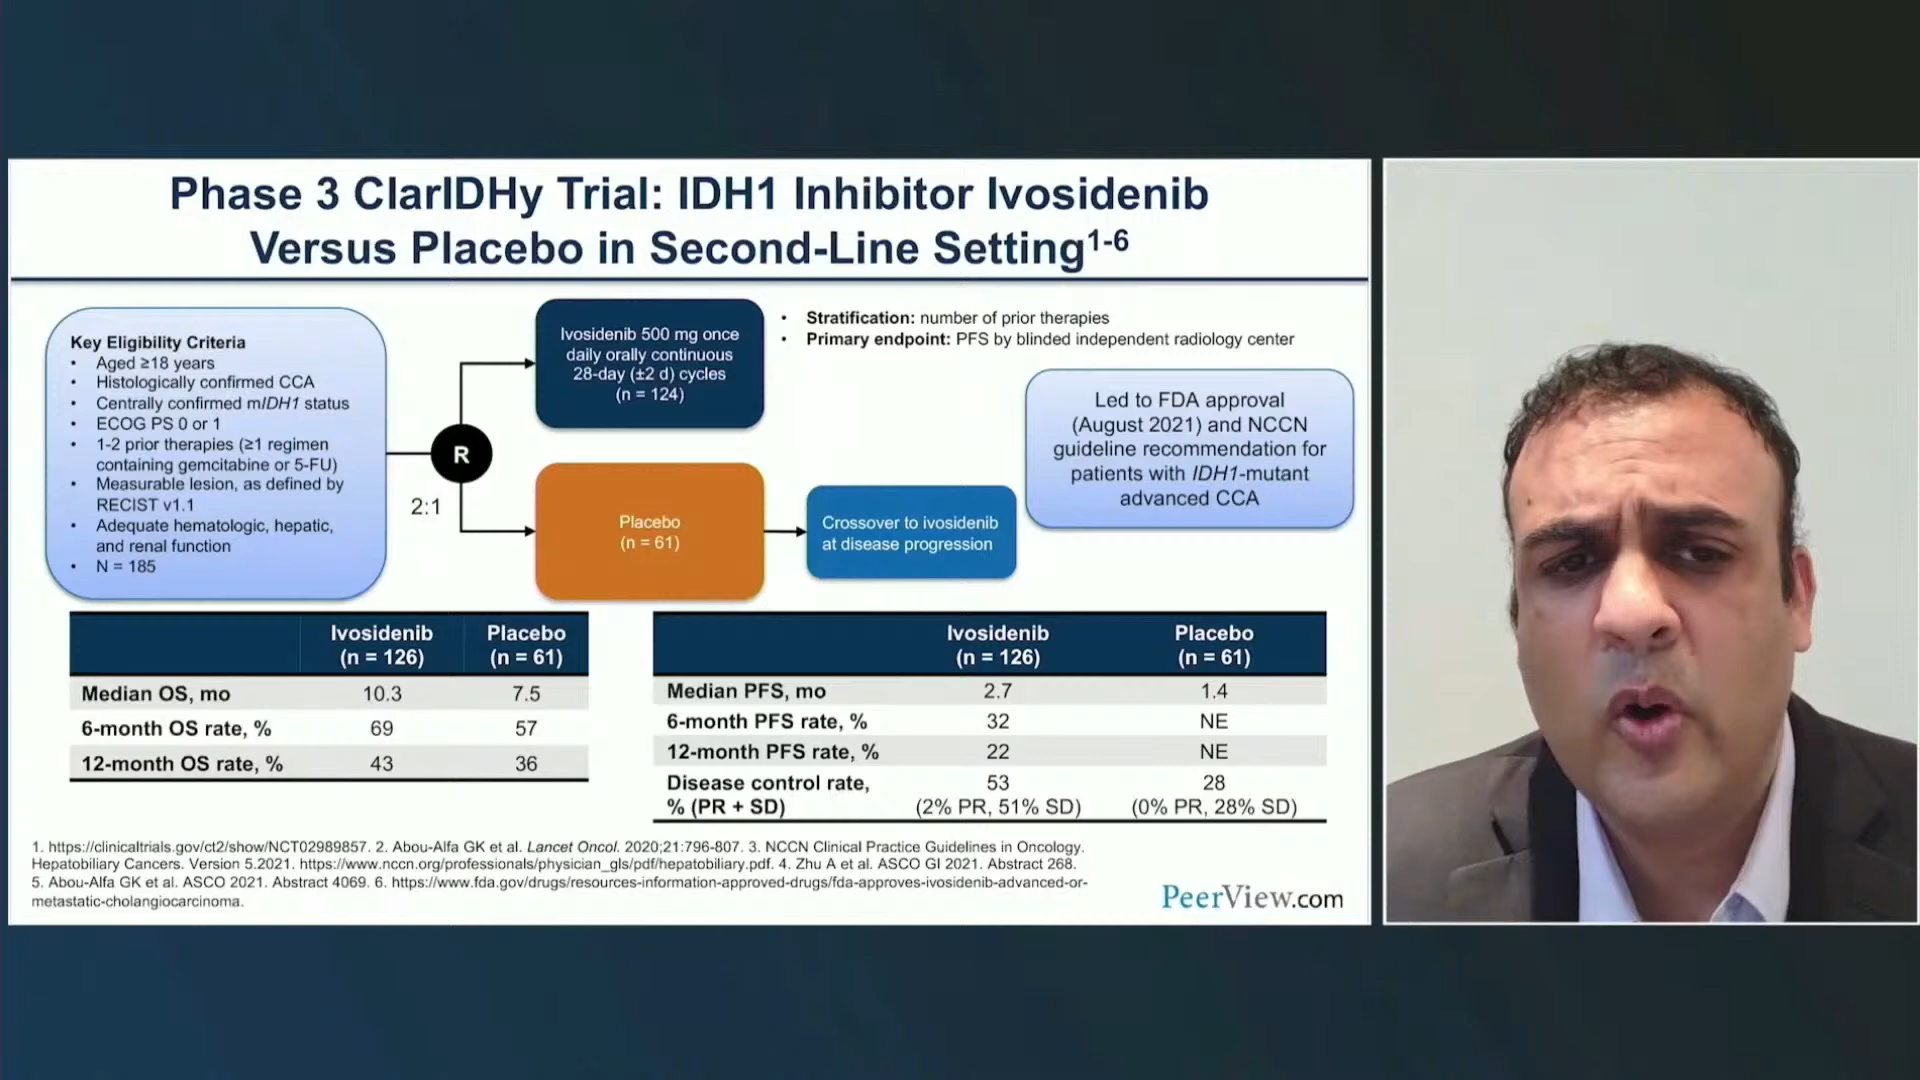 Phase 3 ClarIDHy Trial: IDH1 Inhibitor Ivosidenib
Versus Placebo in Second-Line Setting1-6
Key Eligibility Criteria
• Aged ≥18 years
• Histologically confirmed CCA
• Centrally confirmed mIDH1 status
• ECOG PS 0 or 1
• 1-2 prior therapies (≥1 regimen
containing gemcitabine or 5-FU)
• Measurable lesion, as defined by
RECIST v1.1
• Adequate hematologic, hepatic,
and renal function
• N = 185
R
2:1
Ivosidenib 500 mg once
daily orally continuous
28-day (±2 d) cycles
(n = 124)
Placebo
(n = 61)
Crossover to ivosidenib
at disease progression
• Stratification: number of prior therapies
• Primary endpoint: PFS by blinded independent radiology center
Led to FDA approval
(August 2021) and NCCN
guideline recommendation for
patients with IDH1-mutant
advanced CCA
Ivosidenib Placebo
(n = 126) (n = 61)
Median OS, mo 10.3 7.5
6-month OS rate, % 69 57
12-month OS rate, % 43 36
Ivosidenib Placebo
(n = 126) (n = 61)
Median PFS, mo 2.7 1.4
6-month PFS rate, % 32 NE
12-month PFS rate, % 22 NE
Disease control rate, 53 28
% (PR + SD) (2% PR, 51% SD) (0% PR, 28% SD)
1. https://clinicaltrials.gov/ct2/show/NCT02989857. 2. Abou-Alfa GK et al. Lancet Oncol. 2020;21:796-807. 3. NCCN Clinical Practice Guidelines in Oncology.
Hepatobiliary Cancers. Version 5.2021. https://www.nccn.org/professionals/physician_gls/pdf/hepatobiliary.pdf. 4. Zhu A et al. ASCO GI 2021. Abstract 268.
5. Abou-Alfa GK et al. ASCO 2021. Abstract 4069. 6. https://www.fda.gov/drugs/resources-information-approved-drugs/fda-approves-ivosidenib-advanced-or-
metastatic-cholangiocarcinoma.
PeerView.com